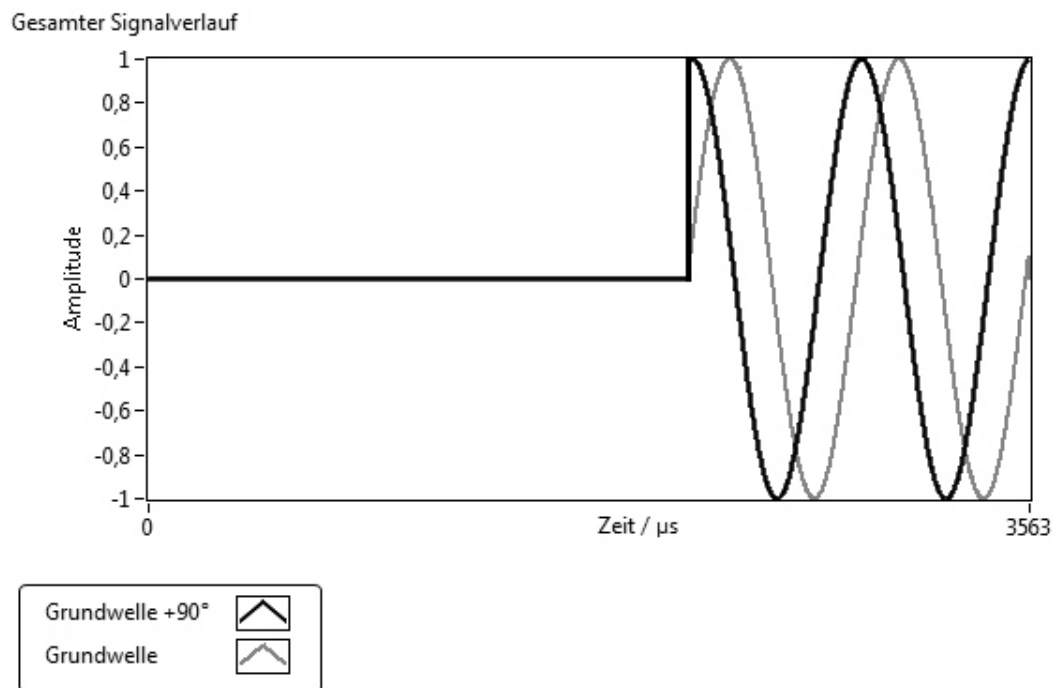 Gesamter Signalverlauf
1
0,8
0,6
0,4
0,2
0
-0,2
-0,4
-0,6
-0,8
-1
Amplitude
0
Zeit / µs
3563
Grundwelle +90°
Grundwelle